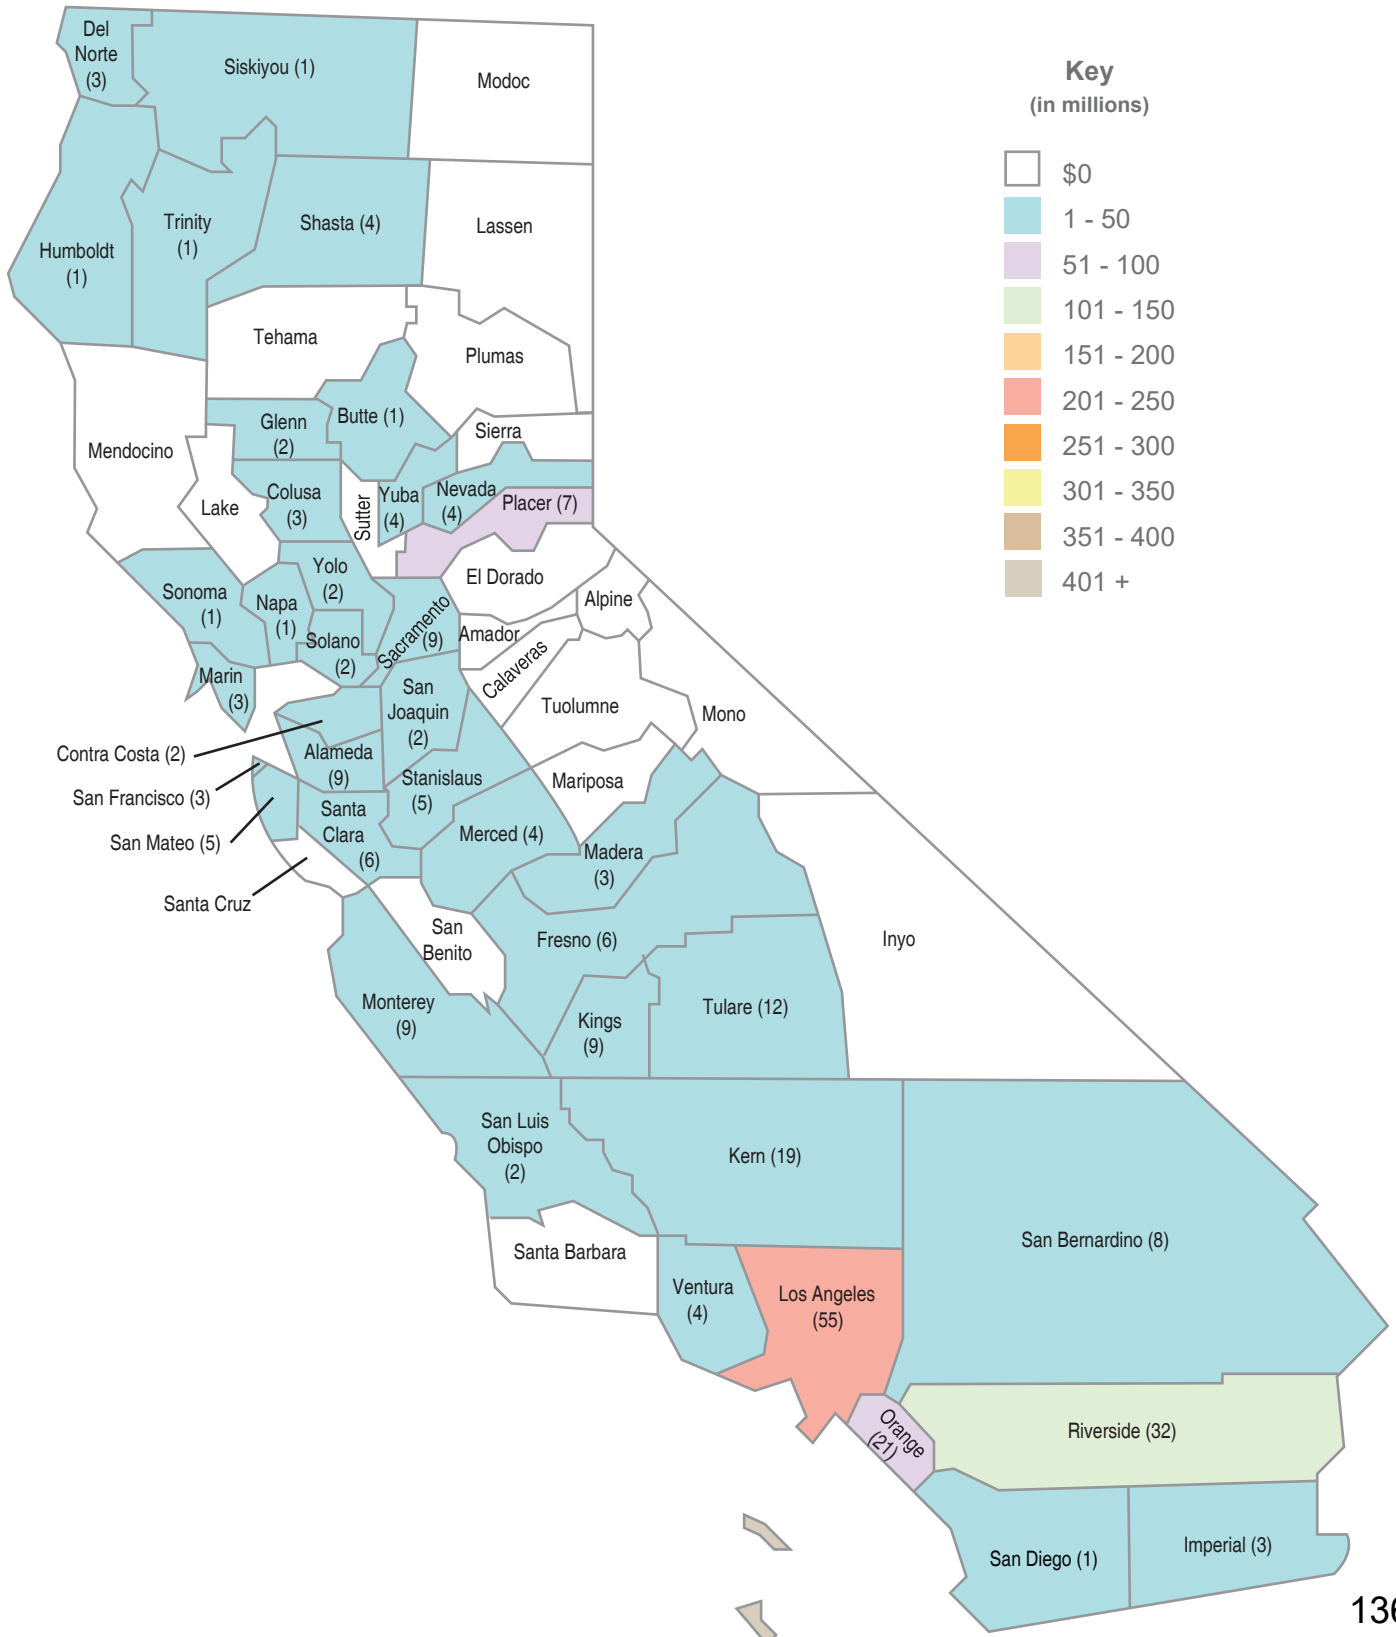 Del
Norte
(3)
Siskiyou (1)
Modoc
Key
(in millions)
$0
1 - 50
51 - 100
101 - 150
151 - 200
201 - 250
251 - 300
301 - 350
351 - 400
401 +
Humboldt
(1)
Trinity
(1)
Shasta (4)
Lassen
Tehama
Plumas
Mendocino
Glenn
(2)
Butte (1)
Sierra
Lake
Colusa
(3)
Sutter
Yuba
(4)
Nevada
(4)
Placer (7)
El Dorado
Sonoma
(1)
Napa
(1)
Yolo
(2)
Solano
(2)
Sacramento
(9)
Amador
Alpine
Calaveras
Marin
(3)
San
Joaquin
(2)
Tuolumne
Mono
Contra Costa (2)
Alameda
(9)
Stanislaus
(5)
Mariposa
San Francisco (3)
San Mateo (5)
Santa
Clara
(6)
Merced (4)
Madera
(3)
Santa Cruz
San
Benito
Fresno (6)
Inyo
Monterey
(9)
Kings
(9)
Tulare (12)
San Luis
Obispo
(2)
Kern (19)
San Bernardino (8)
Santa Barbara
Ventura
(4)
Los Angeles
(55)
Orange
(21)
Riverside (32)
San Diego (1)
Imperial (3)
136